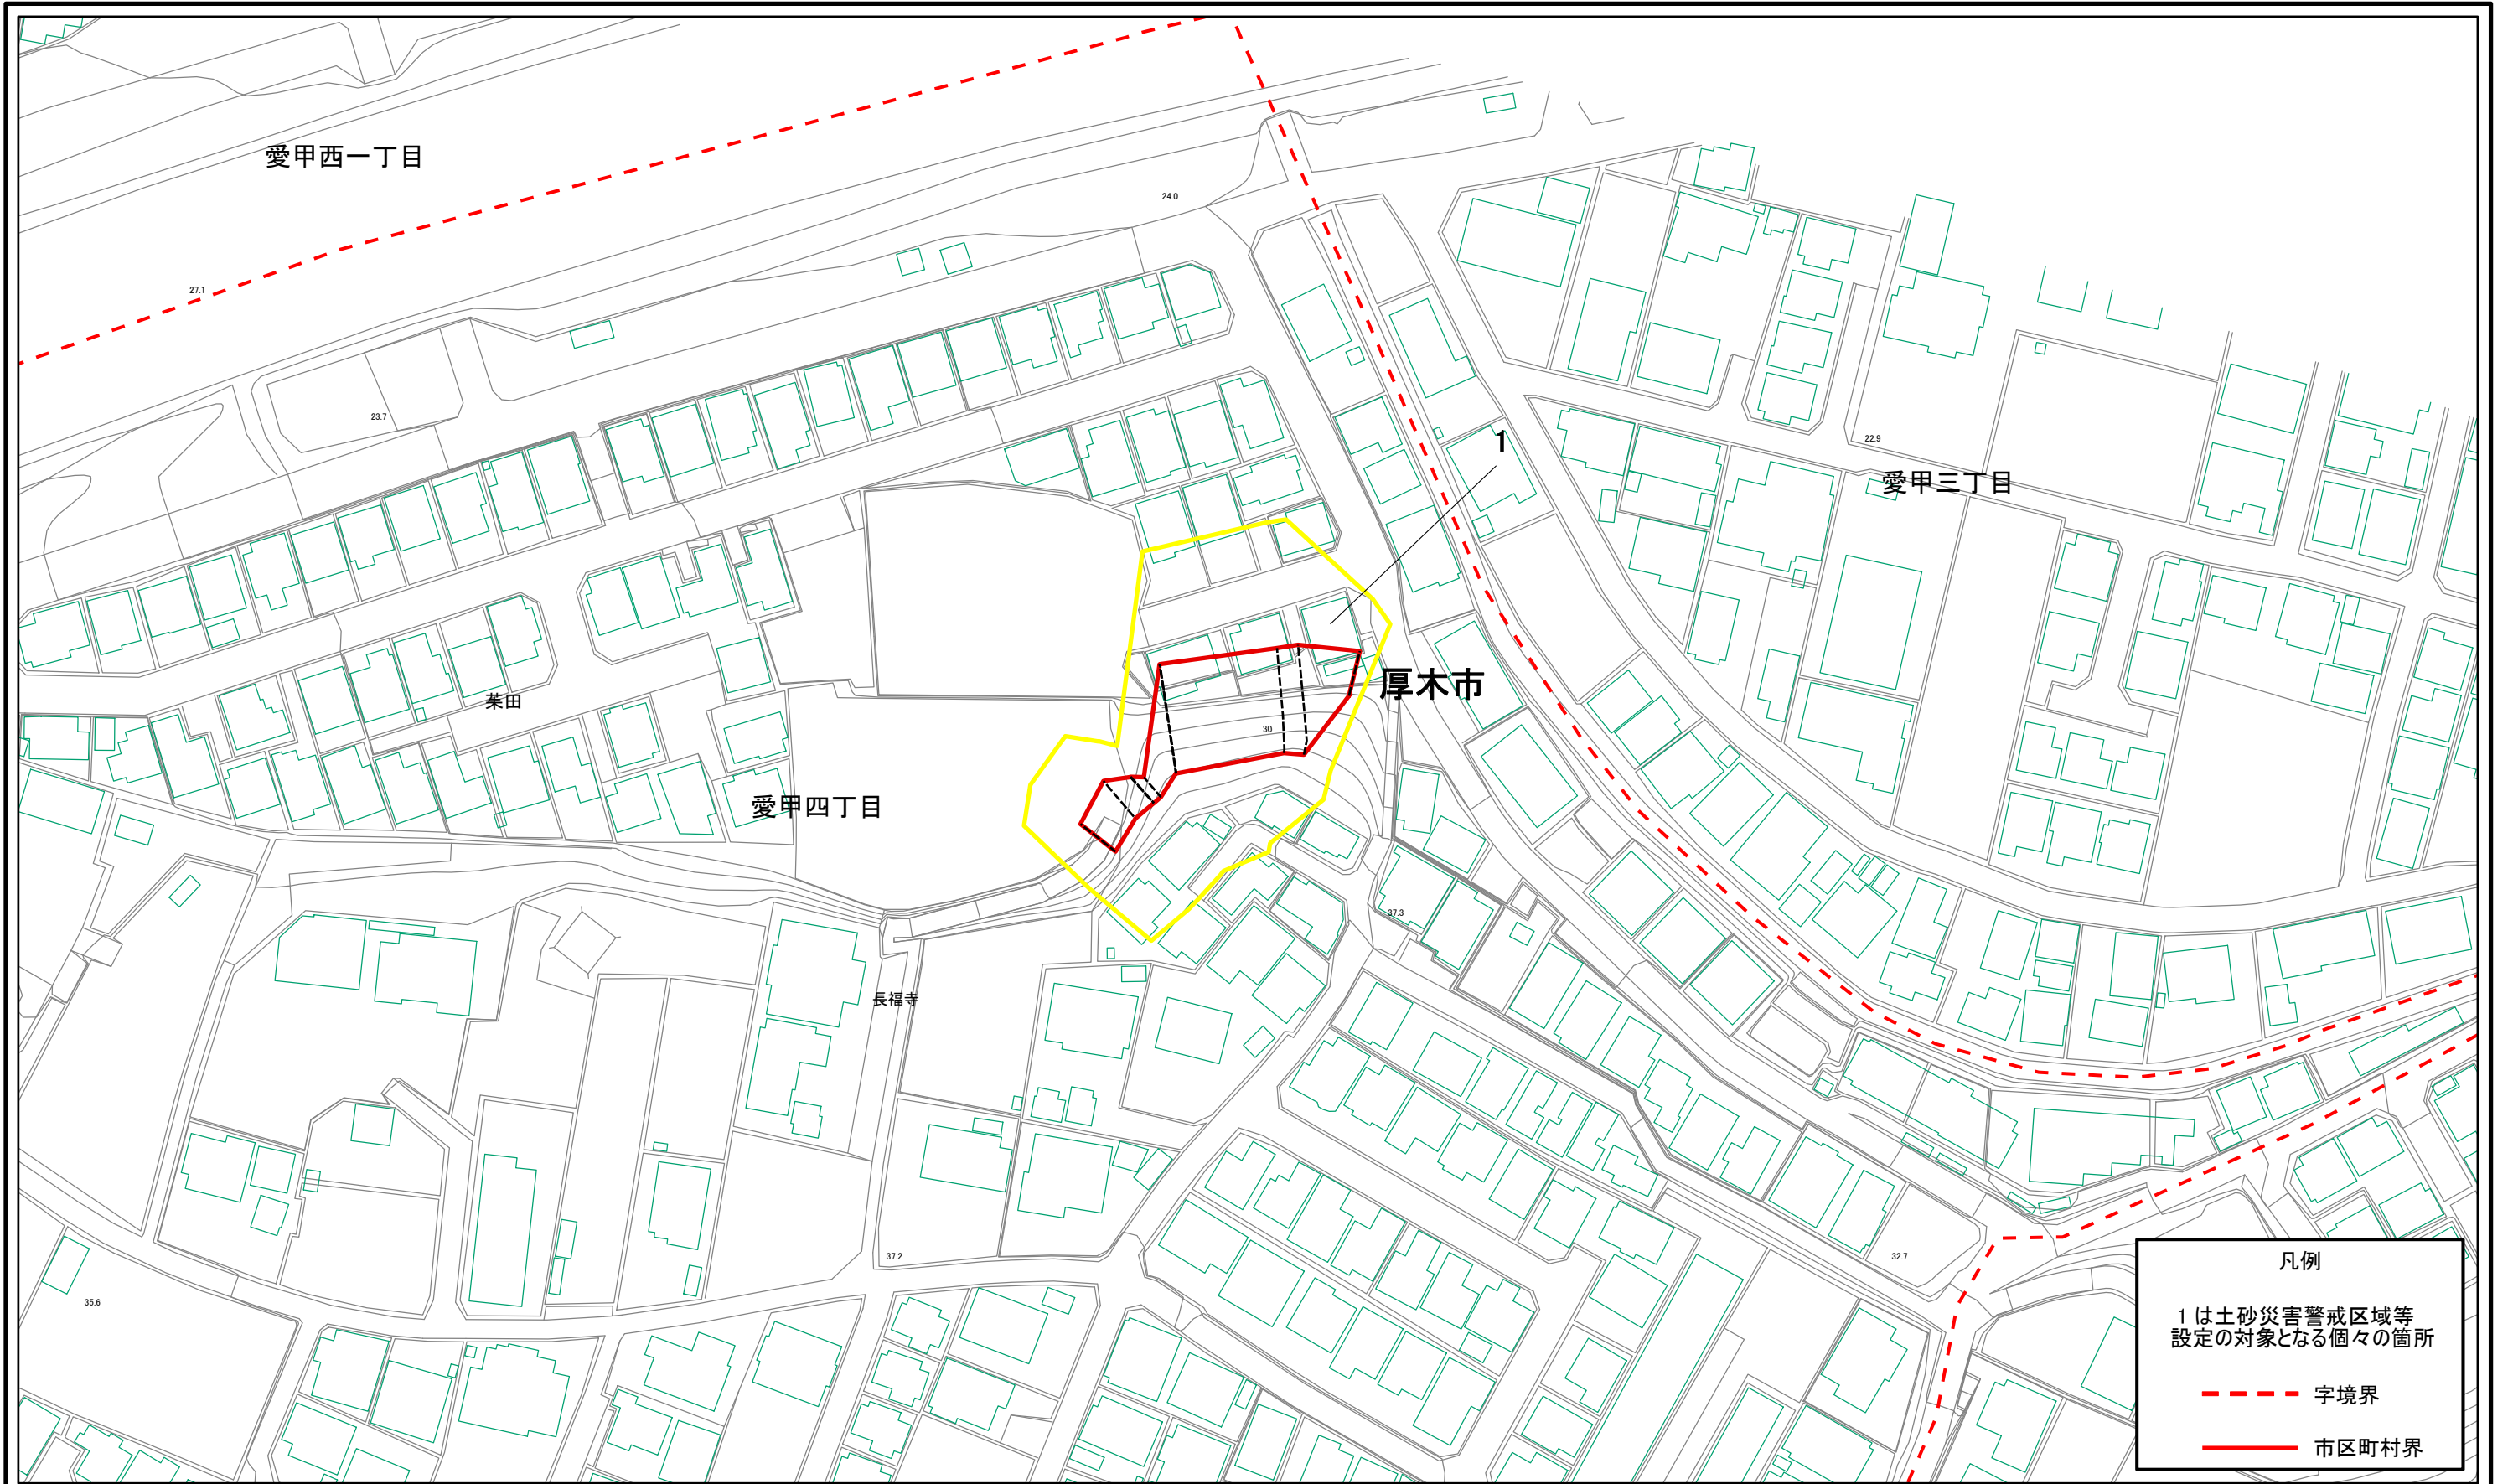 愛甲西一丁目
24.0
27.1
23.7
1
22.9
愛甲三丁目
厚木市
茱田
30
愛甲四丁目
37.3
長福寺
37.2
32.7
35.6
凡例
1は土砂災害警戒区域等
設定の対象となる個々の箇所
字境界
市区町村界